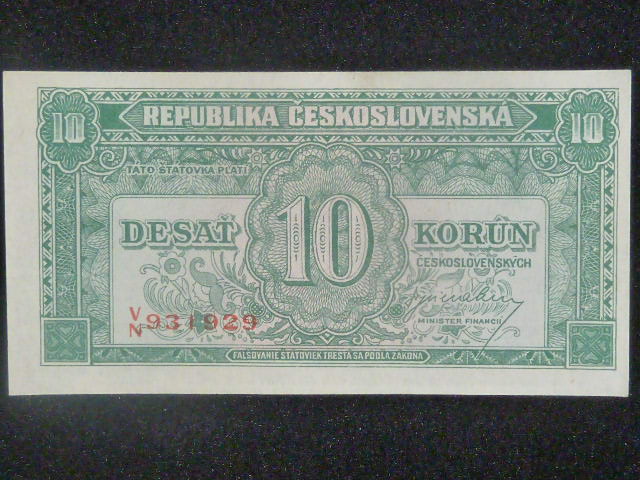 10 REPUBLIKA ČESKOSLOVENSKÁ 10
TÁTO ŠTÁTOVKA PLATÍ
DESAŤ 10 KORÚN
ČESKOSLOVENSKÝCH
MINISTER FINANCIÍ
V/N 931929
FALŠOVANIE ŠTÁTOVIEK TRESTÁ SA PODĽA ZÁKONA